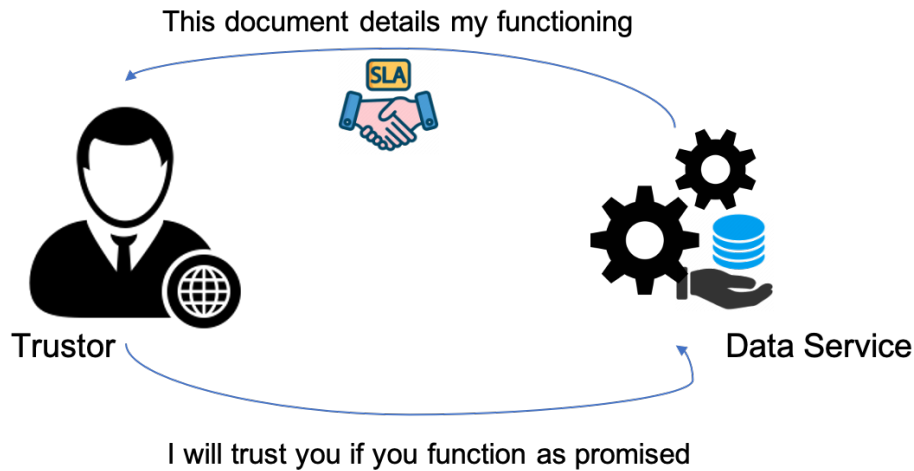 This document details my functioning
SLA
Trustor
Data Service
I will trust you if you function as promised